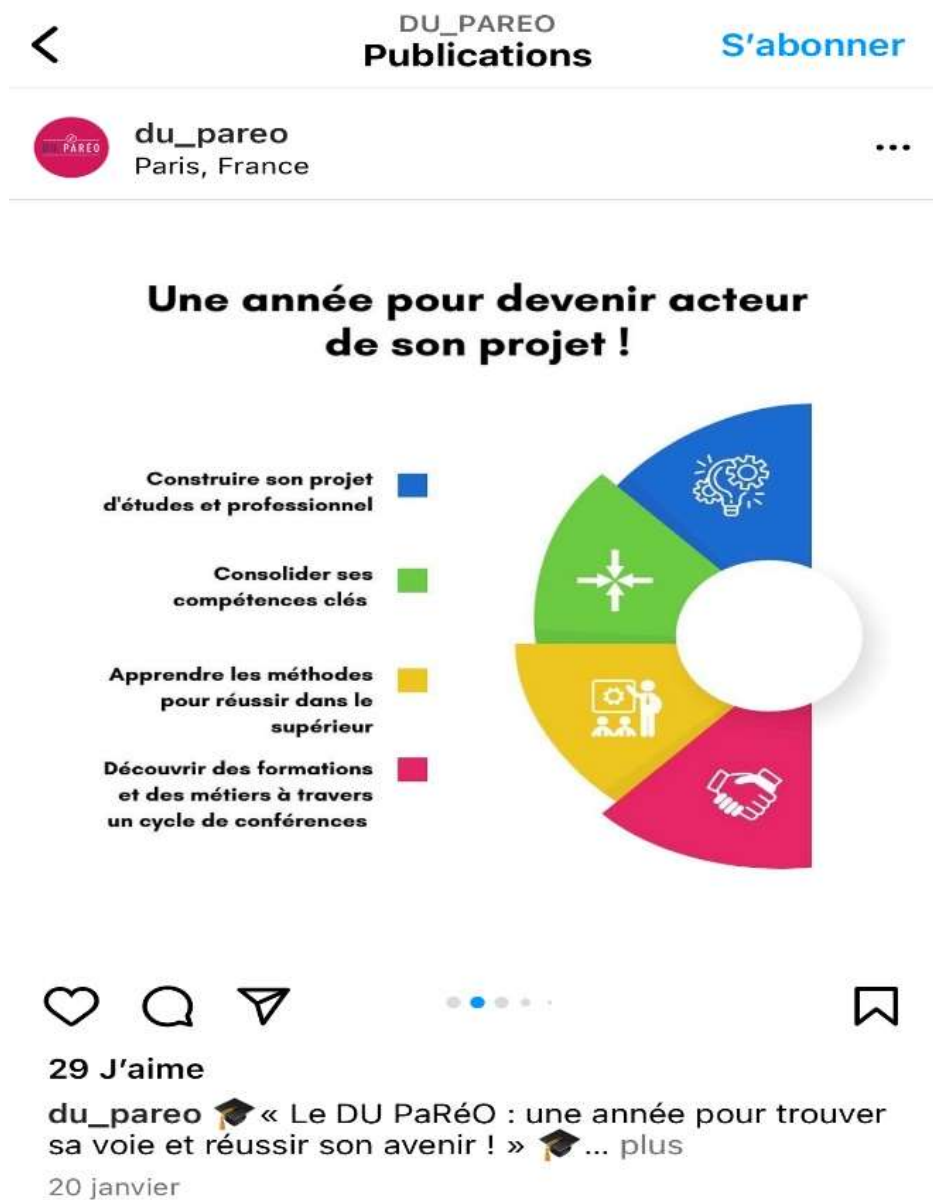 DU_PAREO
Publications
S'abonner
du_pareo
DU PAREO
Paris, France
Une année pour devenir acteur
de son projet !
Construire son projet
d'études et professionnel
Consolider ses
compétences clés
Apprendre les méthodes
pour réussir dans le
supérieur
Découvrir des formations
et des métiers à travers
un cycle de conférences
29 J'aime
du_pareo 🎓« Le DU PaRéO : une année pour trouver
sa voie et réussir son avenir ! » 🎓... plus
20 janvier